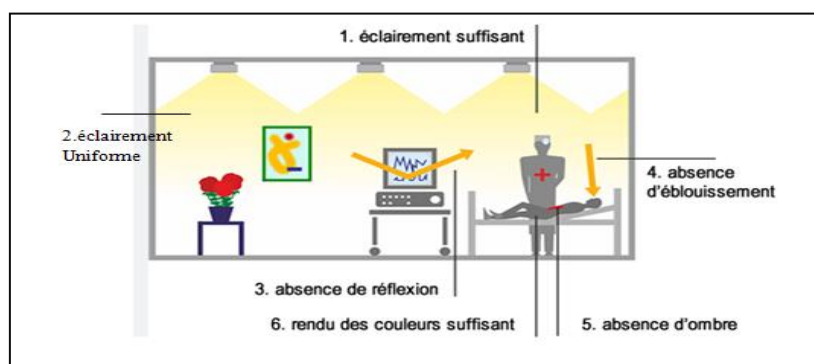 1. éclairement suffisant
2.éclairement
Uniforme
4. absence
d'éblouissement
3. absence de réflexion
6. rendu des couleurs suffisant
5. absence d'ombre